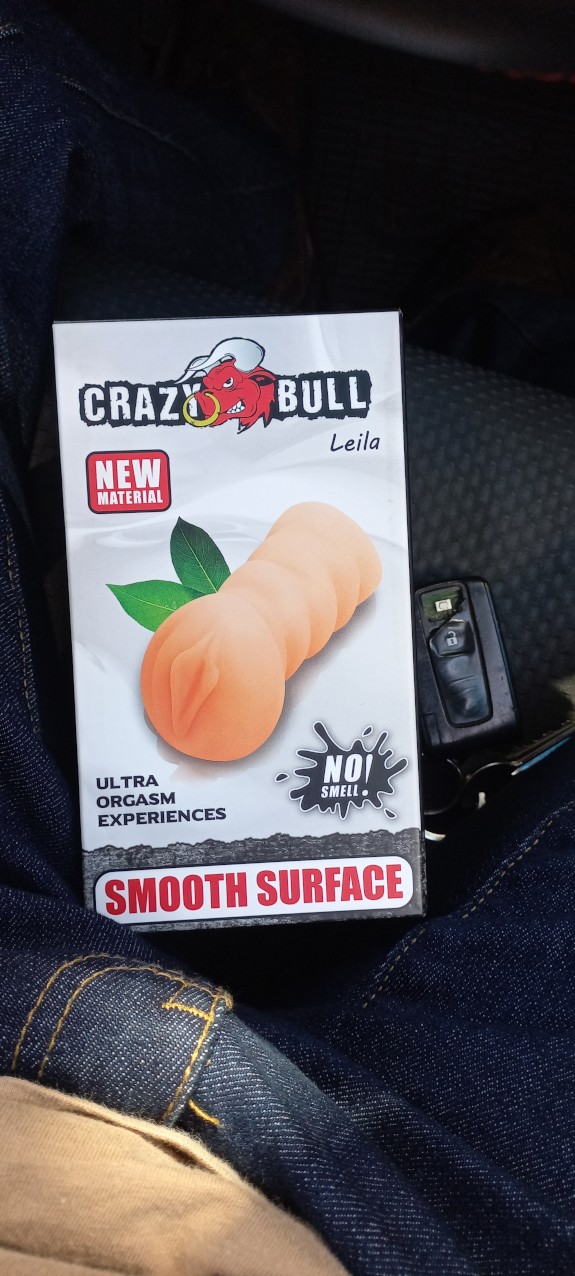 CRAZY BULL
Leila
NEW
MATERIAL
NO!
SMELL!
ULTRA
ORGASM
EXPERIENCES
SMOOTH SURFACE